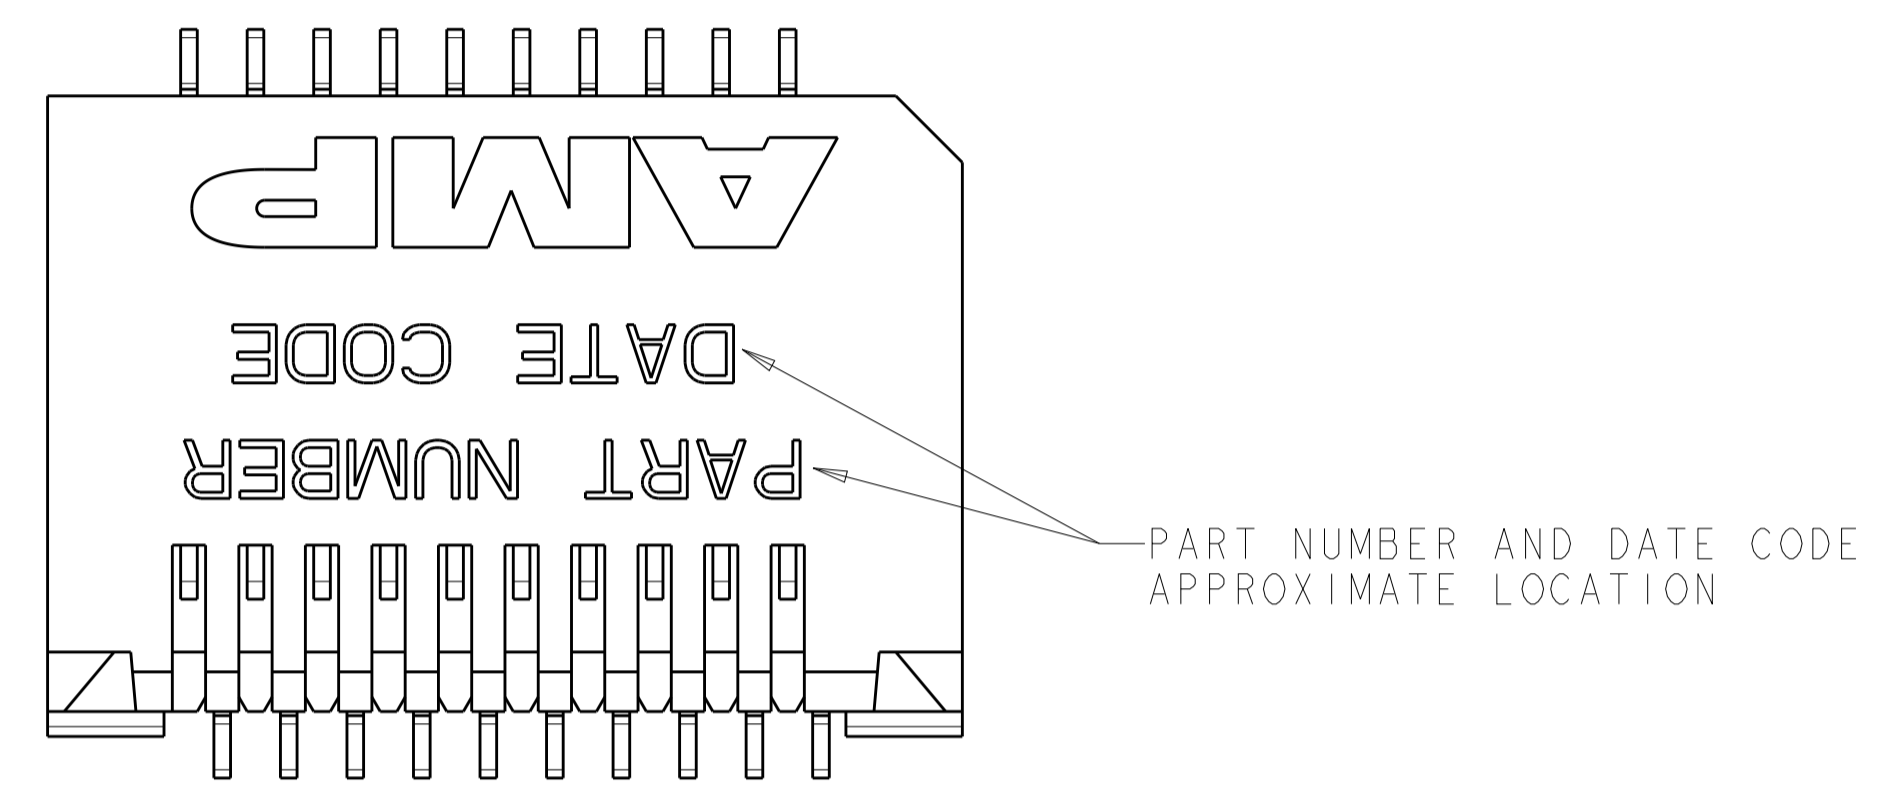 AMP
DATE CODE
PART NUMBER
PART NUMBER AND DATE CODE
APPROXIMATE LOCATION